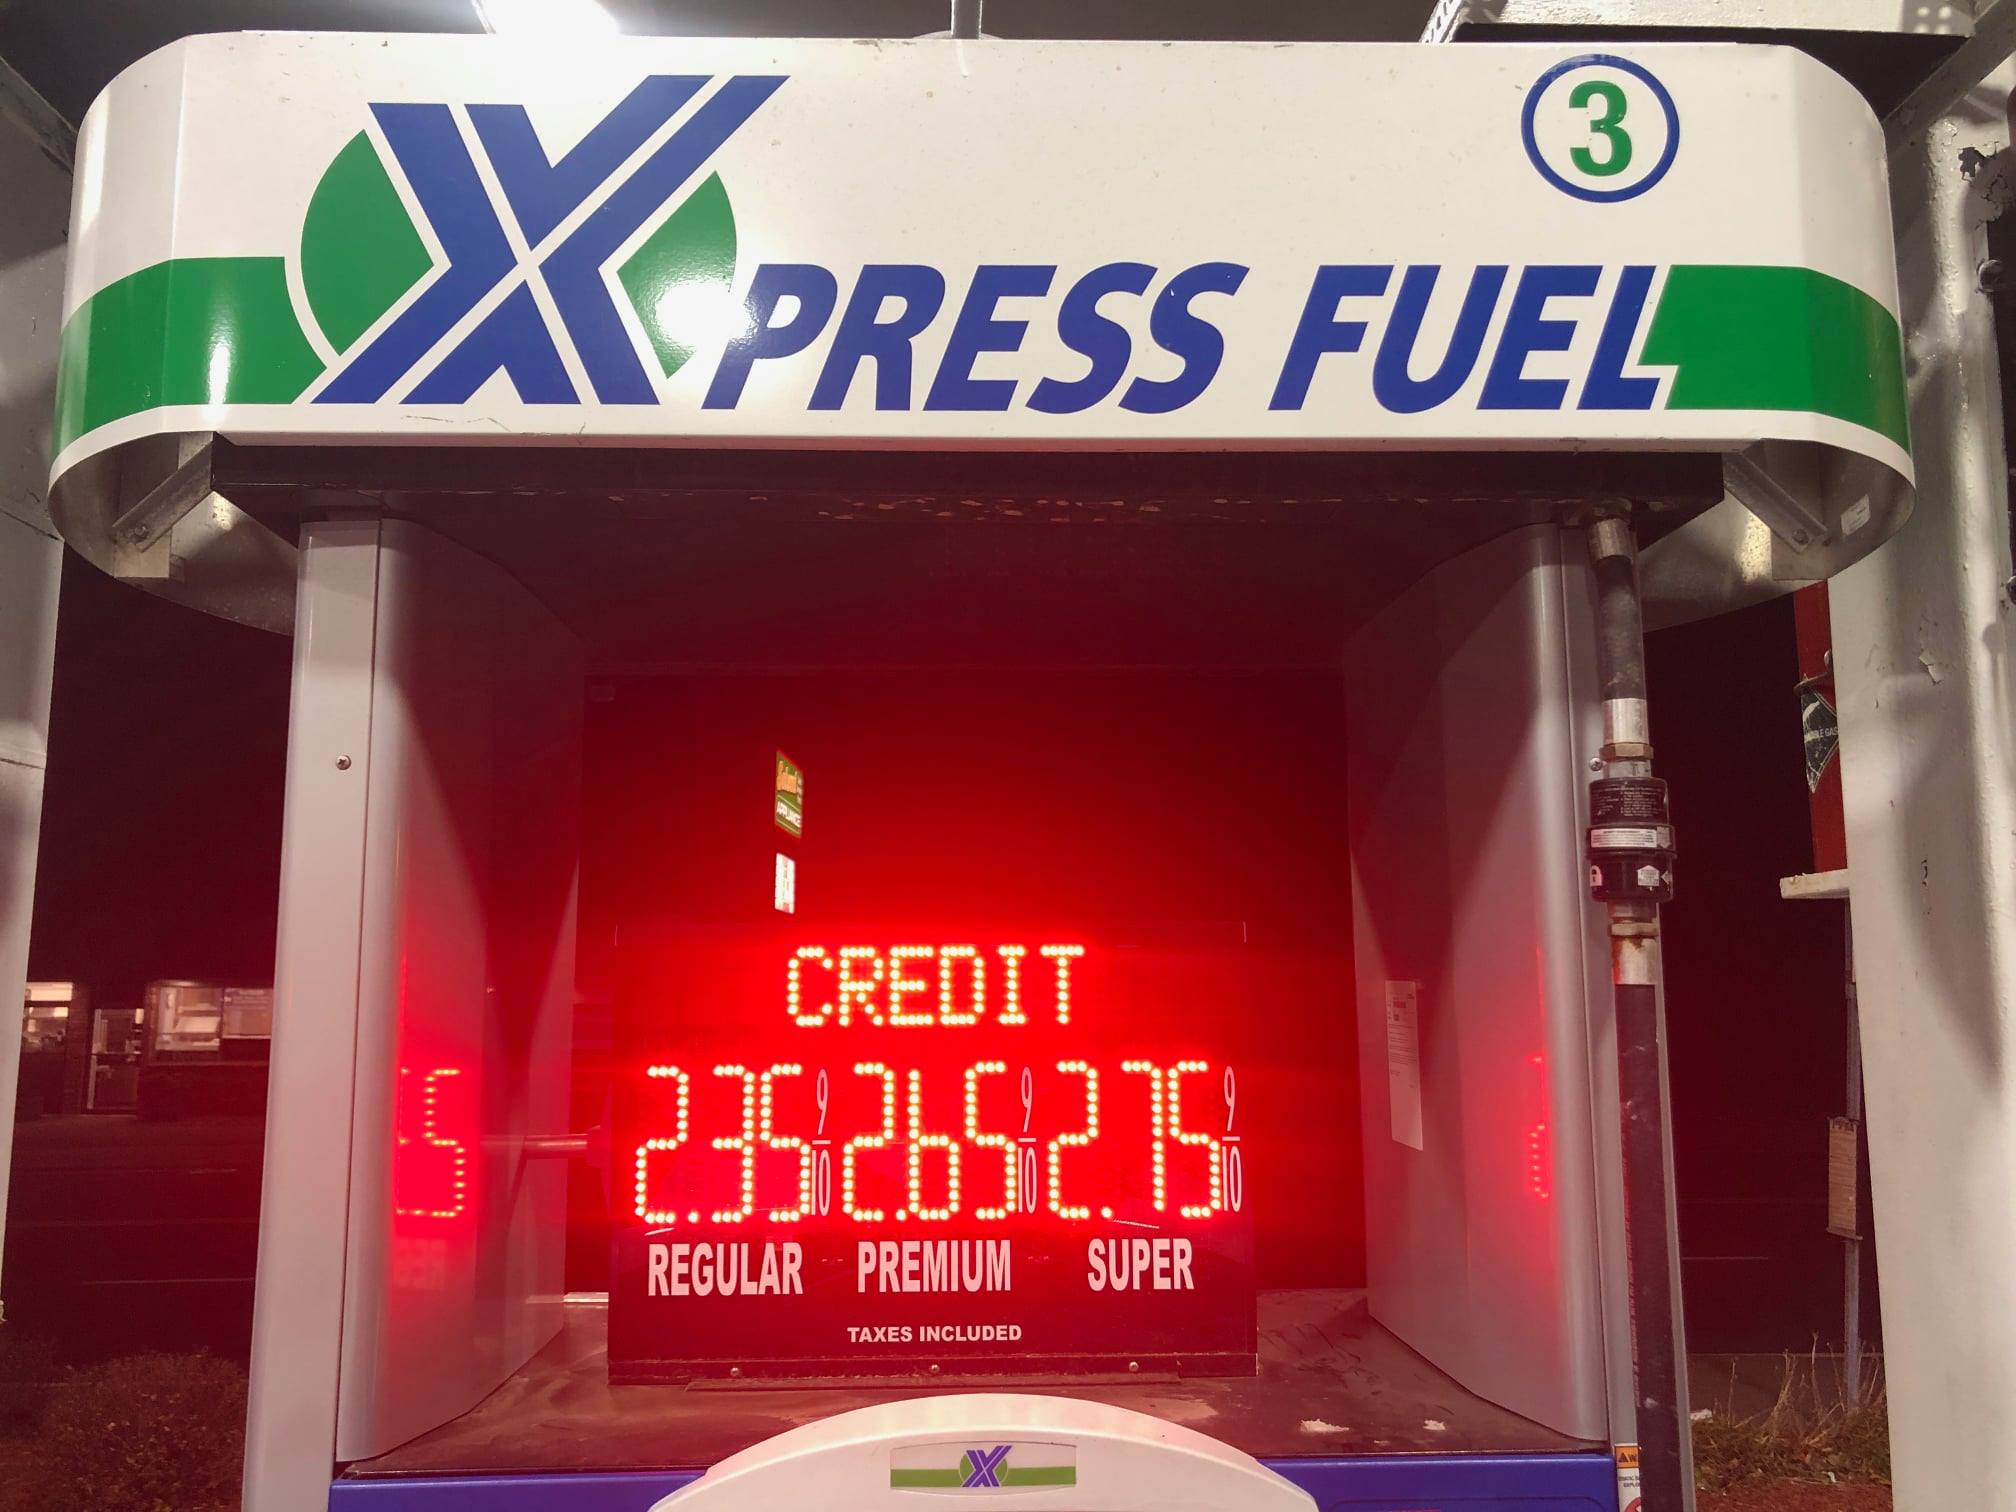 3
XPRESS FUEL
CREDIT
2.35 9/10 2.65 9/10 2.75 9/10
REGULAR PREMIUM SUPER
TAXES INCLUDED
X